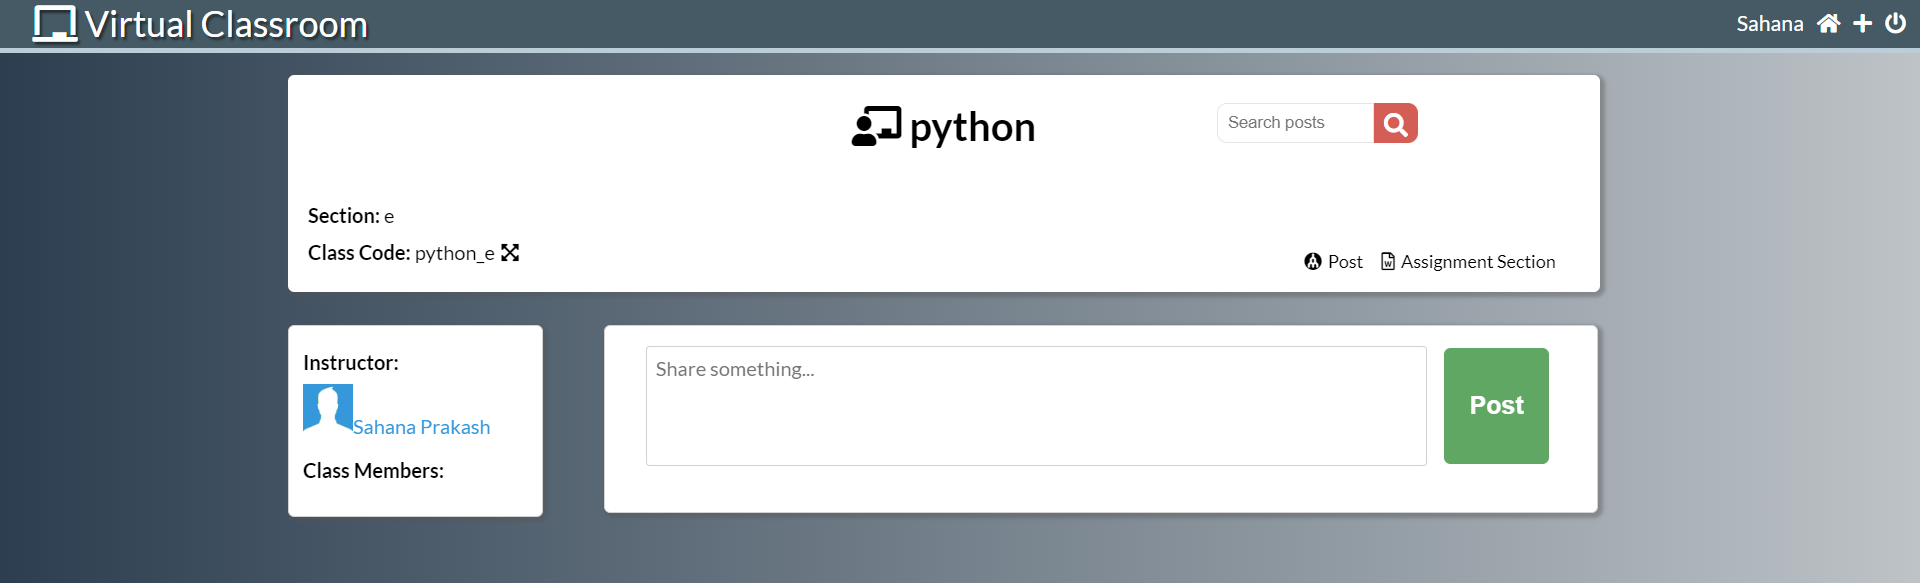 Virtual Classroom
Sahana
python
Search posts
Section: e
Class Code: python_e
Post
Assignment Section
Instructor:
Sahana Prakash
Class Members:
Share something...
Post